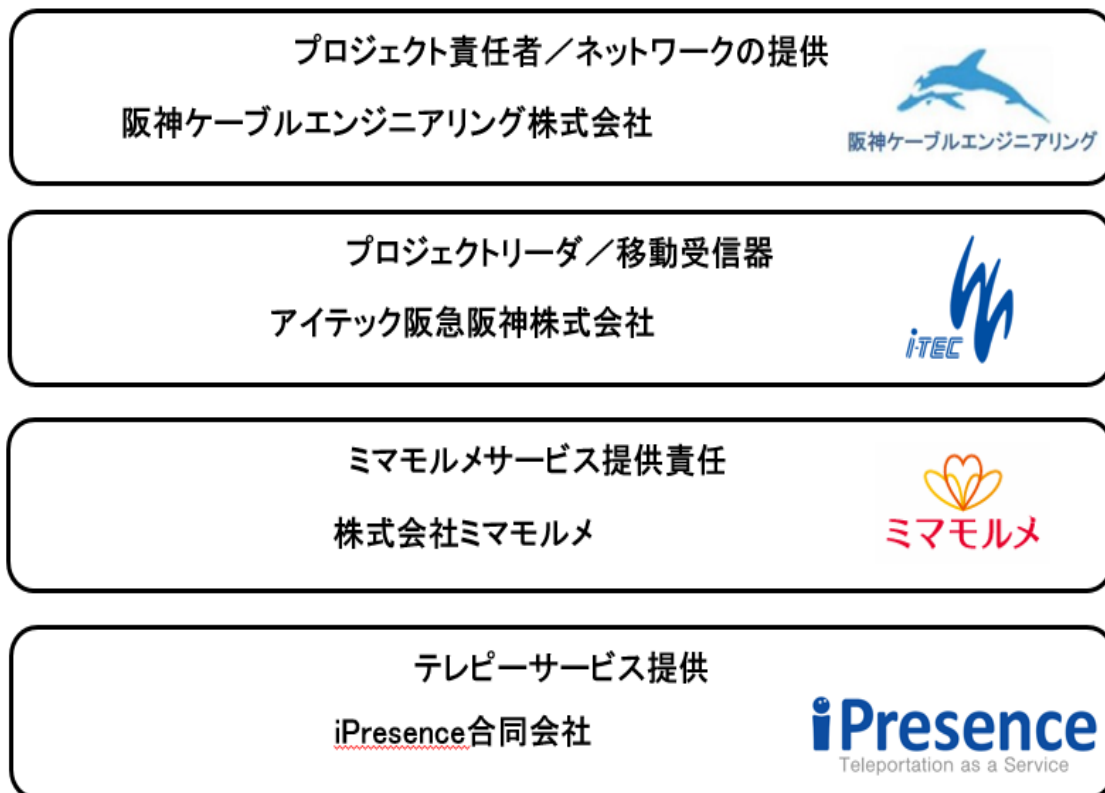 プロジェクト責任者／ネットワークの提供
阪神ケーブルエンジニアリング株式会社
阪神ケーブルエンジニアリング
プロジェクトリーダ／移動受信器
アイテック阪急阪神株式会社
i-TEC
ミマモルメサービス提供責任
株式会社ミマモルメ
ミマモルメ
テレピーサービス提供
iPresence合同会社
iPresence
Teleportation as a Service